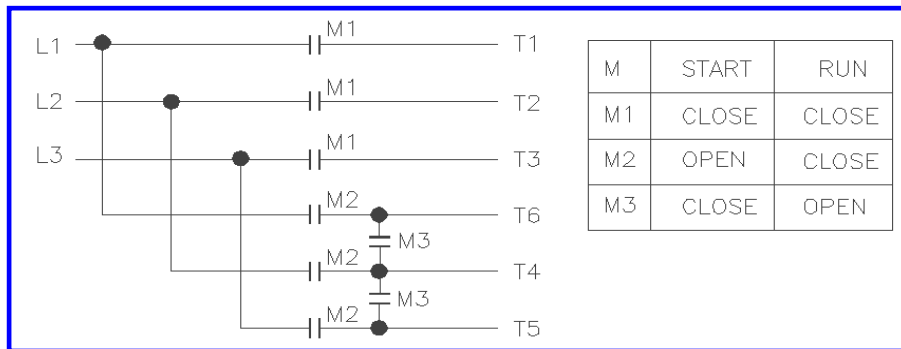 L1 M1 T1
L2 M1 T2
L3 M1 T3
M2 T6
M3
M2 T4
M3
M2 T5
M START RUN
M1 CLOSE CLOSE
M2 OPEN CLOSE
M3 CLOSE OPEN